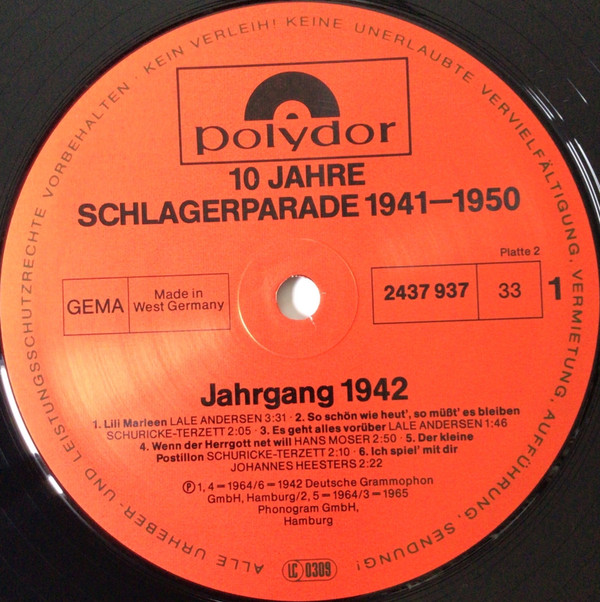 ALLE URHEBER- UND LEISTUNGSSCHUTZRECHTE VORBEHALTEN · KEIN VERLEIH! KEINE UNERLAUBTE VERVIELFÄLTIGUNG, VERMIETUNG, AUFFÜHRUNG, SENDUNG!
polydor
10 JAHRE
SCHLAGERPARADE 1941—1950
Platte 2
GEMA
Made in
West Germany
2437 937
33
1
Jahrgang 1942
1. Lili Marleen LALE ANDERSEN 3:31 · 2. So schön wie heut', so müßt' es bleiben
SCHURICKE-TERZETT 2:05 · 3. Es geht alles vorüber LALE ANDERSEN 1:46
4. Wenn der Herrgott net will HANS MOSER 2:50 · 5. Der kleine
Postillon SCHURICKE-TERZETT 2:10 · 6. Ich spiel' mit dir
JOHANNES HEESTERS 2:22
Ⓟ 1, 4 — 1964/6 — 1942 Deutsche Grammophon
GmbH, Hamburg/2, 5 — 1964/3 — 1965
Phonogram GmbH,
Hamburg
LC 0309